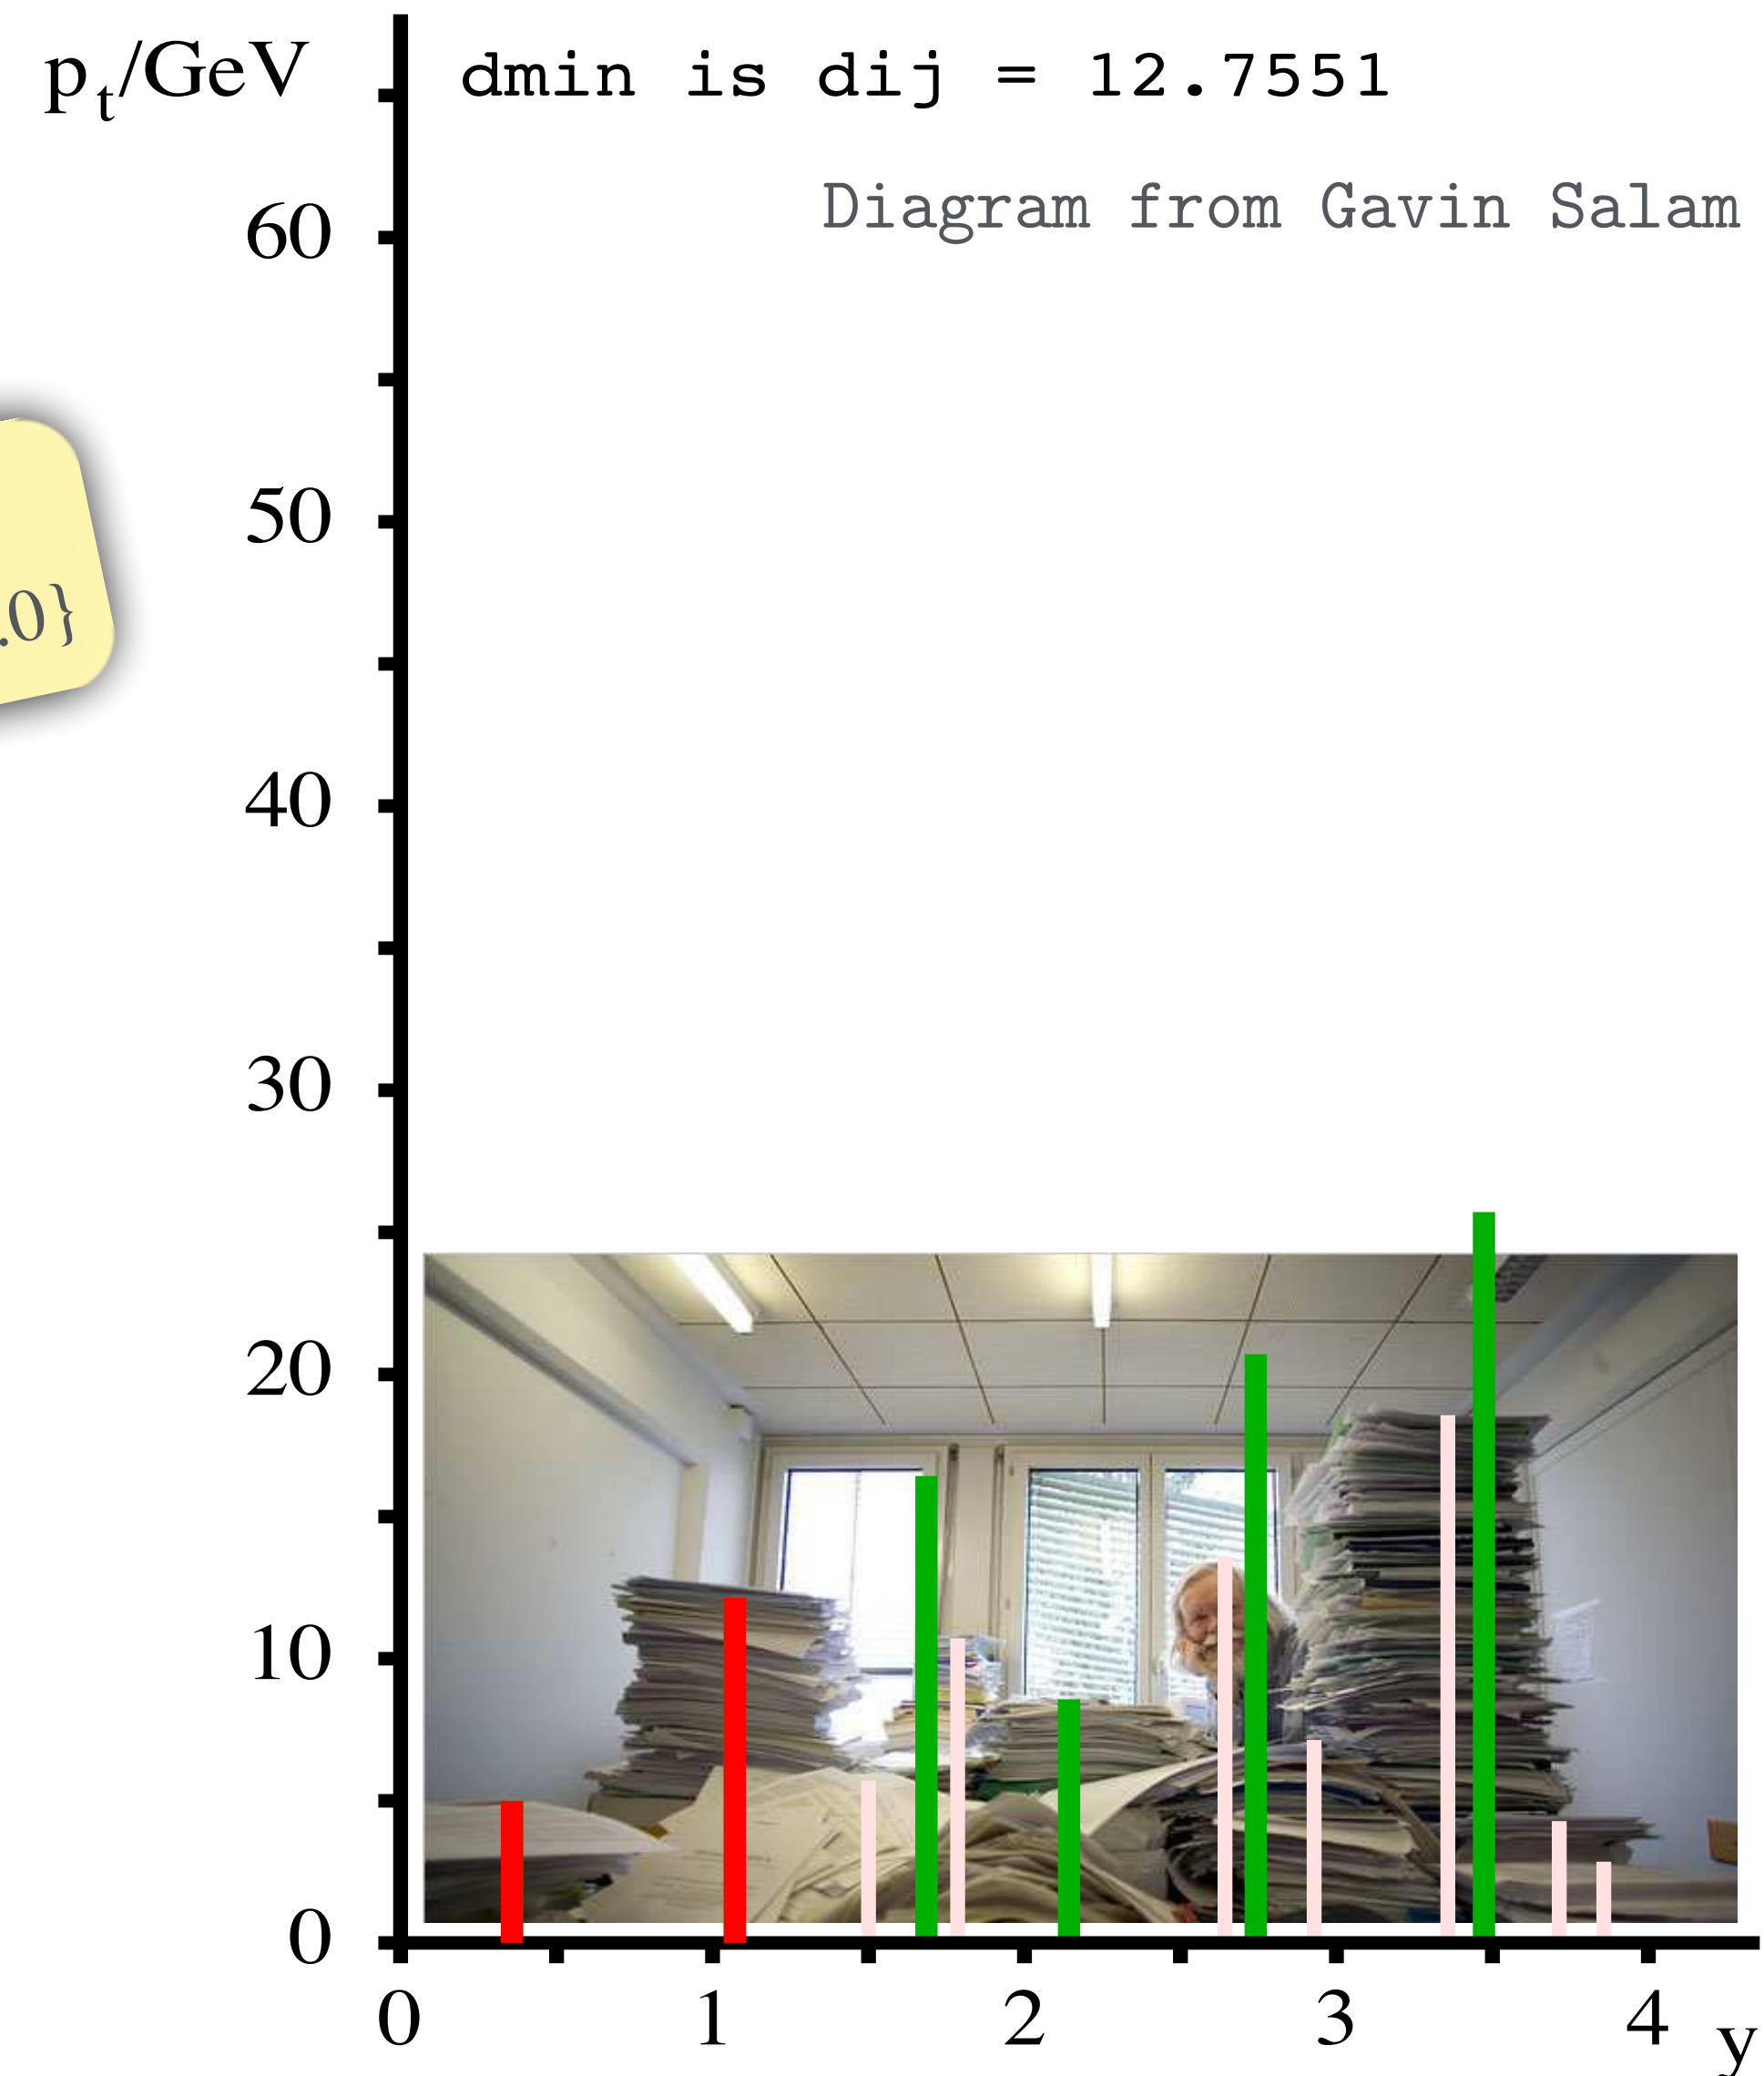 p_t/GeV
dmin is dij = 12.7551
Diagram from Gavin Salam
60
50
.0}
40
30
20
10
0
0 1 2 3 4 y